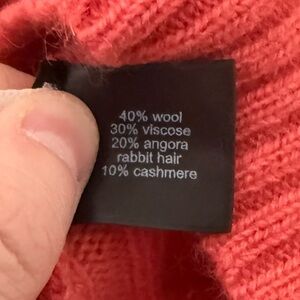 40% wool
30% viscose
20% angora
rabbit hair
10% cashmere